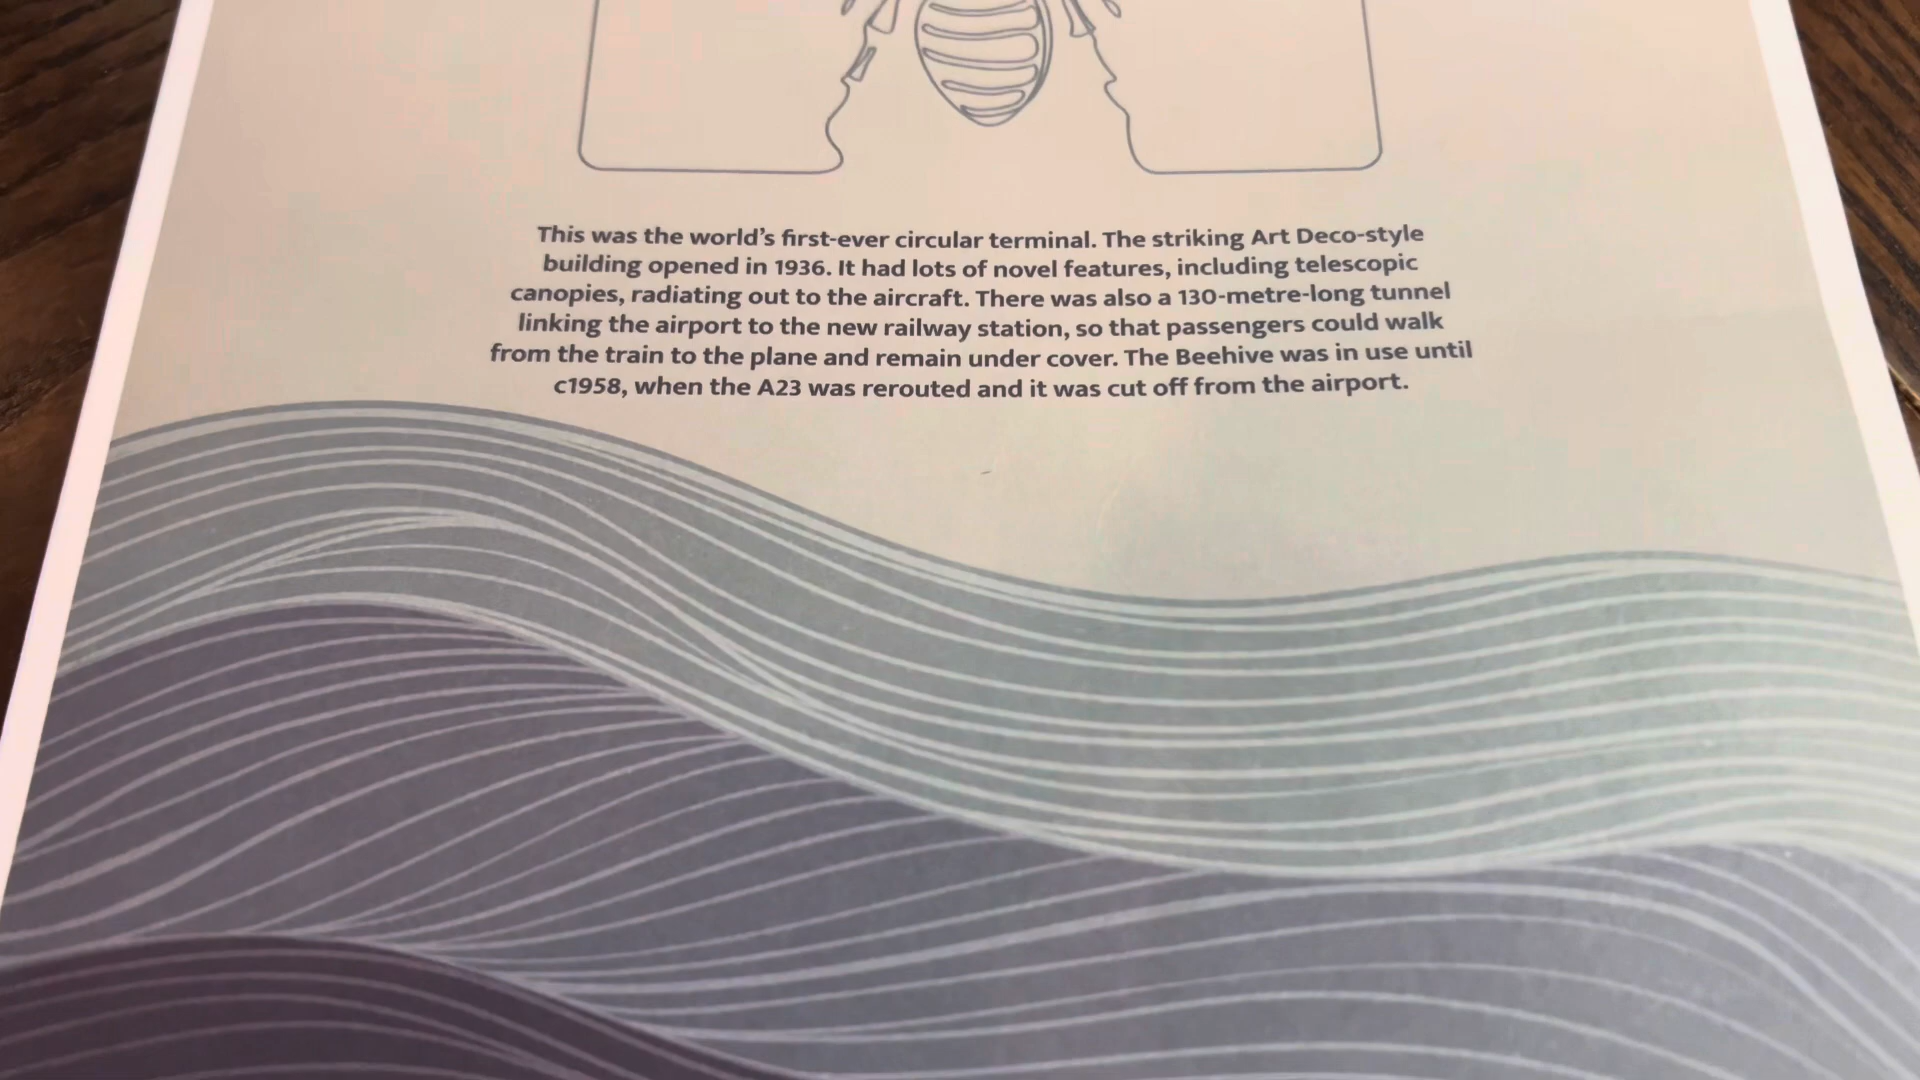 This was the world's first-ever circular terminal. The striking Art Deco-style
building opened in 1936. It had lots of novel features, including telescopic
canopies, radiating out to the aircraft. There was also a 130-metre-long tunnel
linking the airport to the new railway station, so that passengers could walk
from the train to the plane and remain under cover. The Beehive was in use until
c1958, when the A23 was rerouted and it was cut off from the airport.